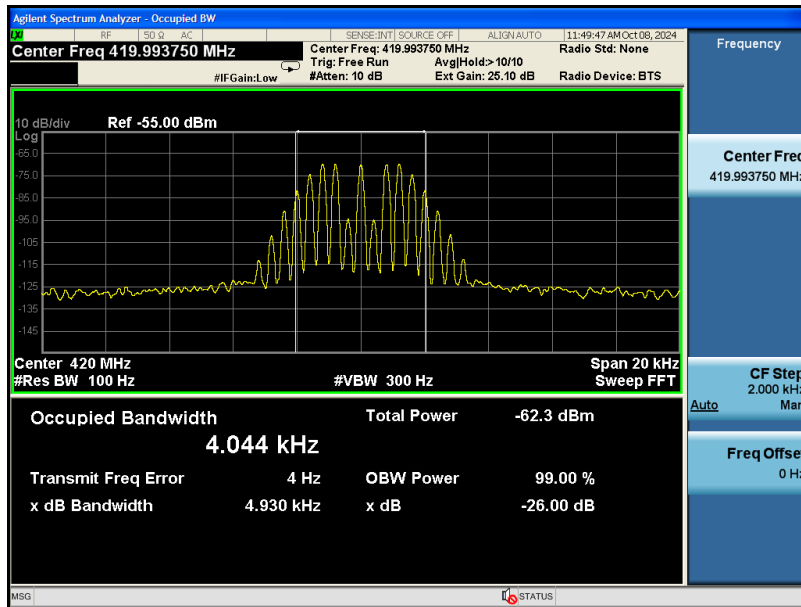 Agilent Spectrum Analyzer - Occupied BW
LXI RF 50 Ω AC SENSE:INT SOURCE OFF ALIGN AUTO 11:49:47 AM Oct 08, 2024
Center Freq 419.993750 MHz
Center Freq: 419.993750 MHz Radio Std: None
Trig: Free Run Avg|Hold:>10/10
#IFGain:Low #Atten: 10 dB Ext Gain: 25.10 dB Radio Device: BTS
10 dB/div Ref -55.00 dBm
Log
-65.0
-75.0
-85.0
-95.0
-105
-115
-125
-135
-145
Center 420 MHz Span 20 kHz
#Res BW 100 Hz #VBW 300 Hz Sweep FFT
Occupied Bandwidth Total Power -62.3 dBm
4.044 kHz
Transmit Freq Error 4 Hz OBW Power 99.00 %
x dB Bandwidth 4.930 kHz x dB -26.00 dB
MSG STATUS
Frequency
Center Freq
419.993750 MHz
CF Step
2.000 kHz
Auto Man
Freq Offset
0 Hz